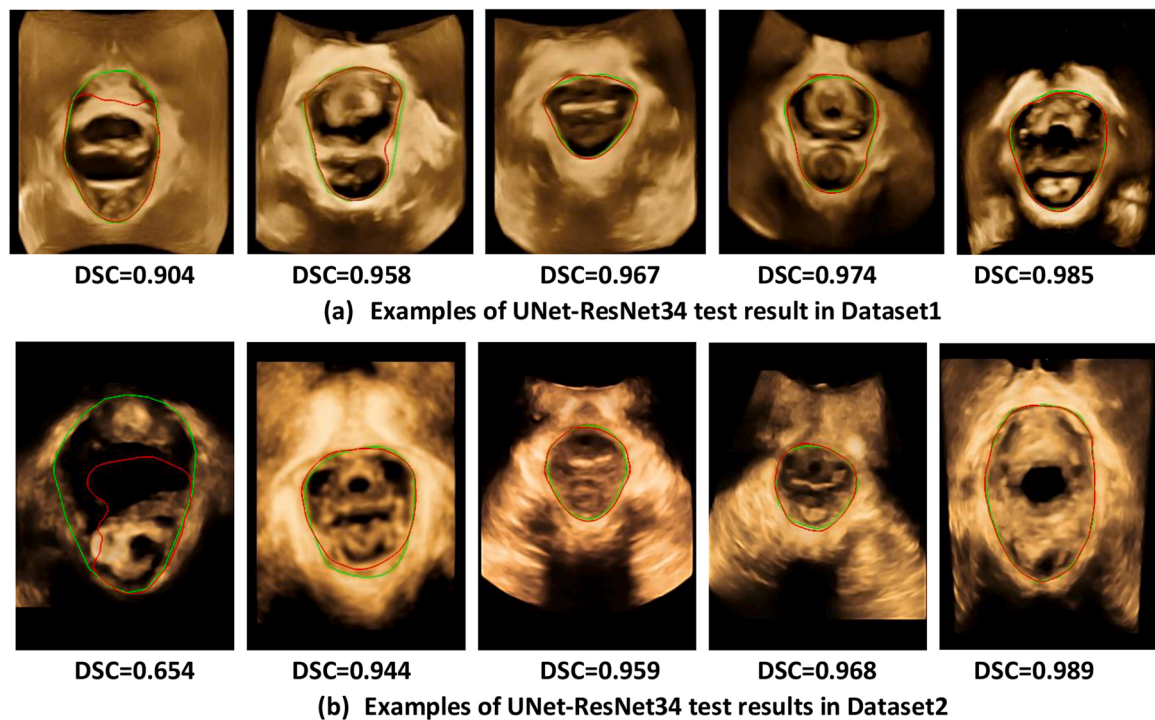 DSC=0.904 DSC=0.958 DSC=0.967 DSC=0.974 DSC=0.985
(a) Examples of UNet-ResNet34 test result in Dataset1
DSC=0.654 DSC=0.944 DSC=0.959 DSC=0.968 DSC=0.989
(b) Examples of UNet-ResNet34 test results in Dataset2